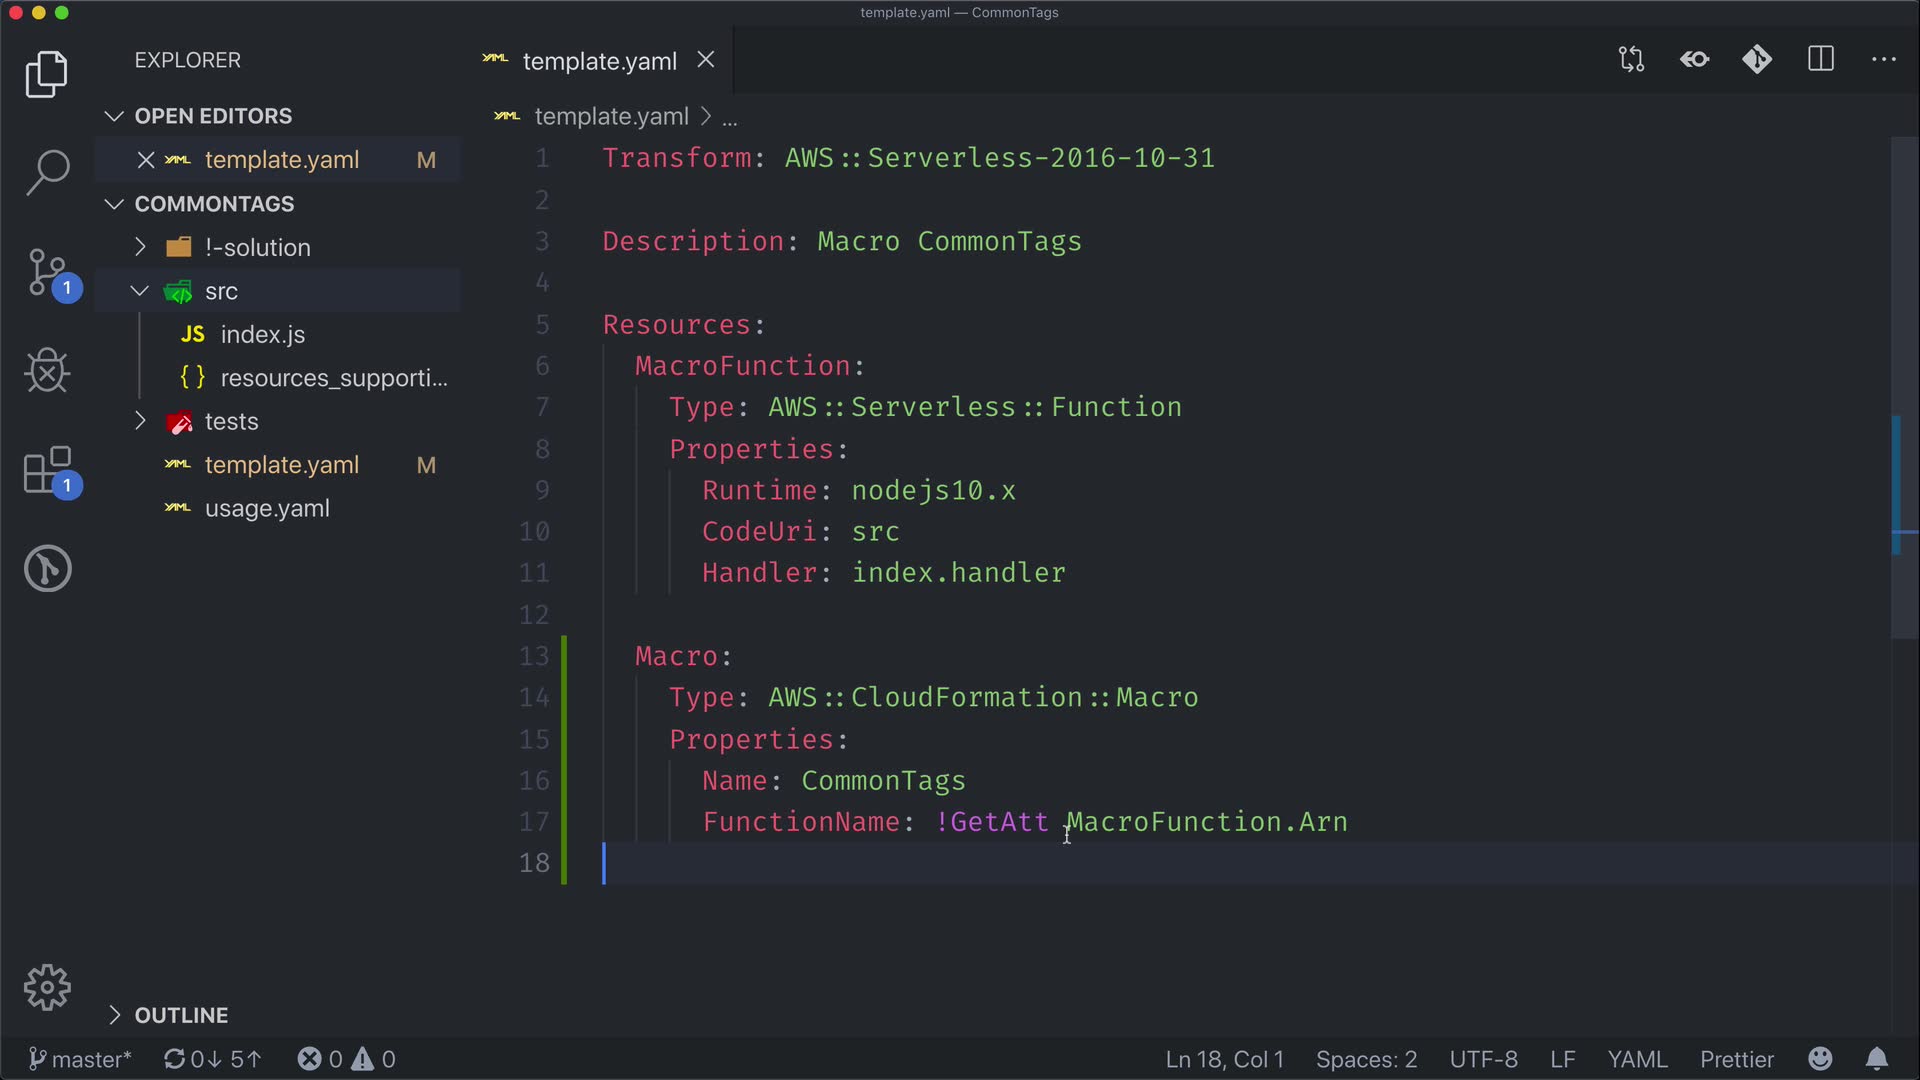 template.yaml — CommonTags
EXPLORER
OPEN EDITORS
template.yaml M
COMMONTAGS
!-solution
src
JS index.js
{ } resources_supporti...
tests
template.yaml M
usage.yaml
OUTLINE
1
1
YAML template.yaml
YAML template.yaml > ...
1 Transform: AWS::Serverless-2016-10-31
2
3 Description: Macro CommonTags
4
5 Resources:
6 MacroFunction:
7 Type: AWS::Serverless::Function
8 Properties:
9 Runtime: nodejs10.x
10 CodeUri: src
11 Handler: index.handler
12
13 Macro:
14 Type: AWS::CloudFormation::Macro
15 Properties:
16 Name: CommonTags
17 FunctionName: !GetAtt MacroFunction.Arn
18
master* 0↓ 5↑ 0 0 Ln 18, Col 1 Spaces: 2 UTF-8 LF YAML Prettier